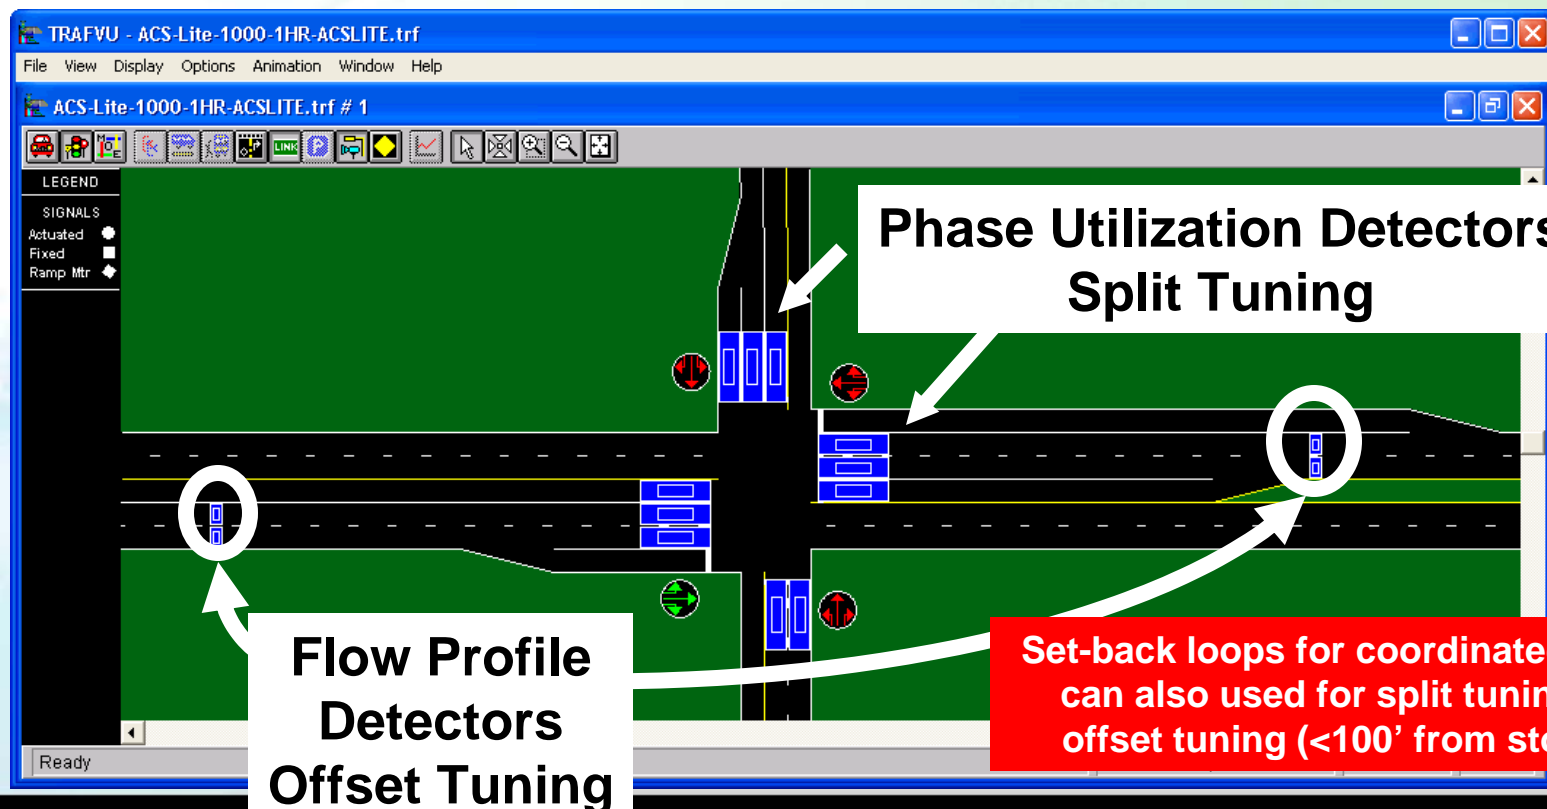 TRAFVU - ACS-Lite-1000-1HR-ACSLITE.trf
File View Display Options Animation Window Help
ACS-Lite-1000-1HR-ACSLITE.trf # 1
MOE
LINK
P
LEGEND
SIGNALS
Actuated
Fixed
Ramp Mtr
Phase Utilization Detectors
Split Tuning
Flow Profile
Detectors
Offset Tuning
Set-back loops for coordinate
can also used for split tunin
offset tuning (<100’ from sto
Ready